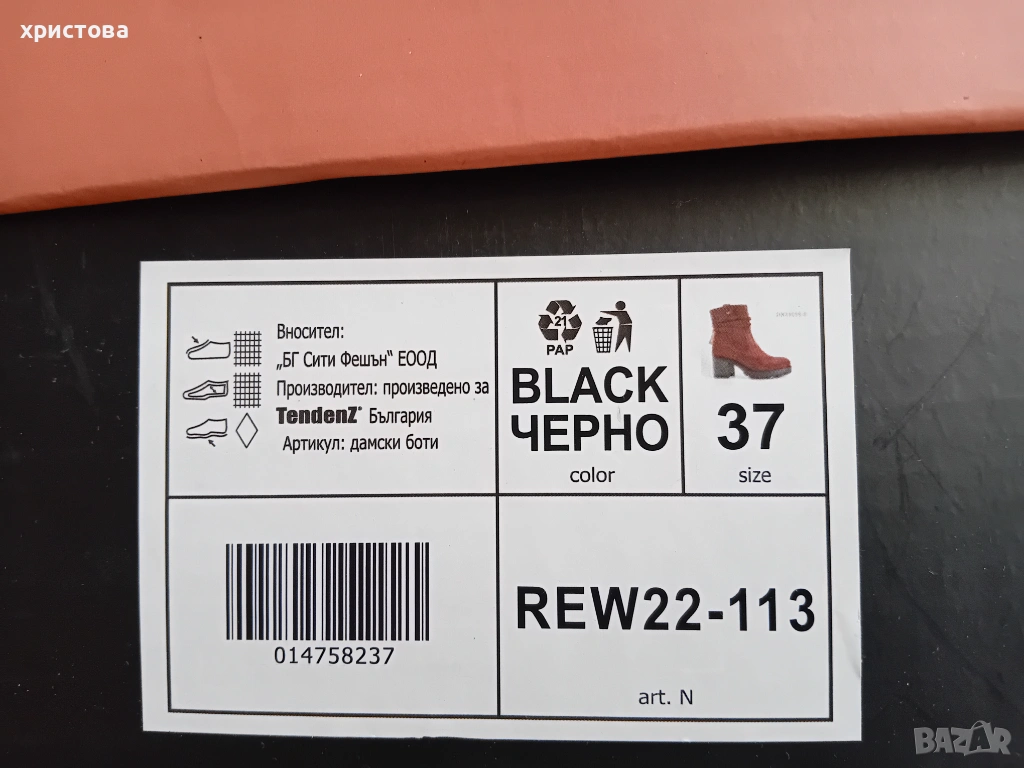 христова
Вносител:
„БГ Сити Фешън“ ЕООД
Производител: произведено за
TendenZ® България
Артикул: дамски боти
21
PAP
BLACK
ЧЕРНО
color
37
size
014758237
REW22-113
art. N
BAZAR